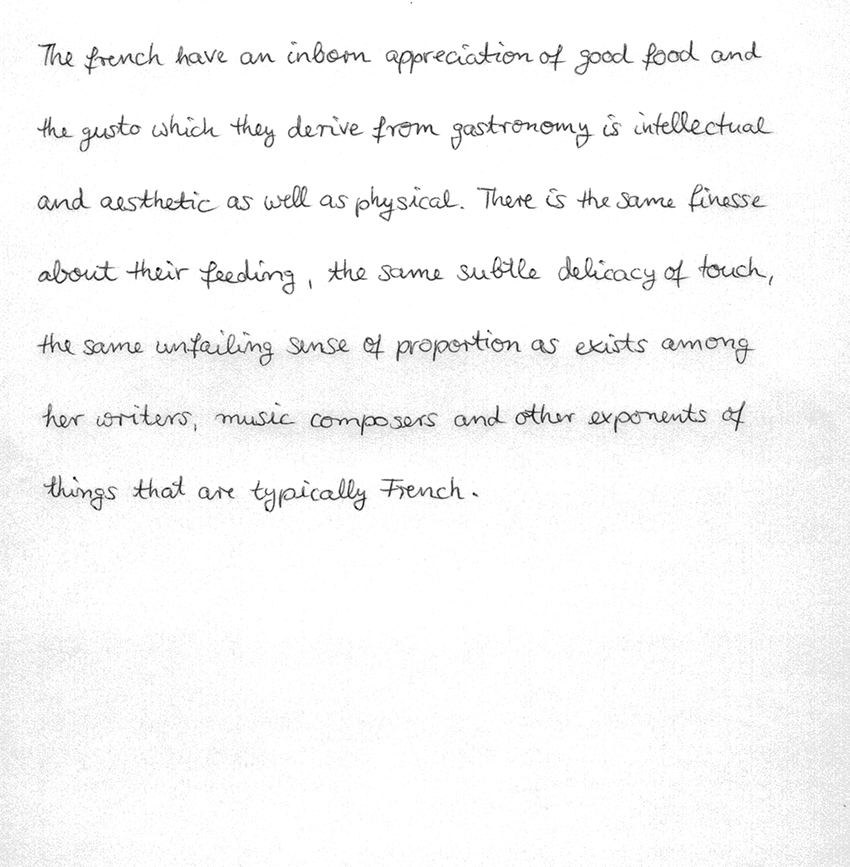 The french have an inborn appreciation of good food and
the gusto which they derive from gastronomy is intellectual
and aesthetic as well as physical. There is the same finesse
about their feeding, the same subtle delicacy of touch,
the same unfailing sense of proportion as exists among
her writers, music composers and other exponents of
things that are typically French.